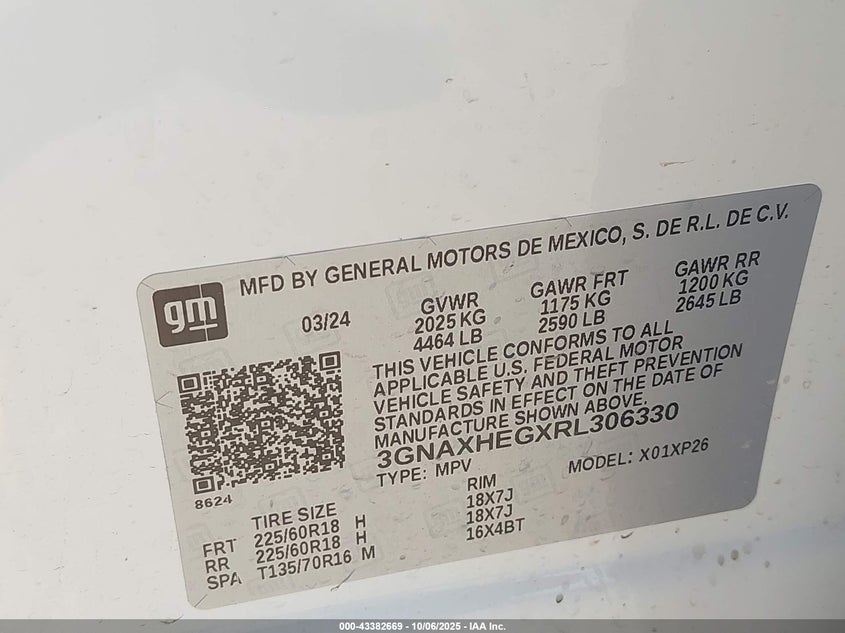 gm
MFD BY GENERAL MOTORS DE MEXICO, S. DE R.L. DE C.V.
03/24
GVWR
2025 KG
4464 LB
GAWR FRT
1175 KG
2590 LB
GAWR RR
1200 KG
2645 LB
THIS VEHICLE CONFORMS TO ALL
APPLICABLE U.S. FEDERAL MOTOR
VEHICLE SAFETY AND THEFT PREVENTION
STANDARDS IN EFFECT ON THE DATE OF
MANUFACTURE SHOWN ABOVE.
3GNAXHEGXRL306330
TYPE: MPV
MODEL: X01XP26
8624
TIRE SIZE
RIM
FRT 225/60R18 H 18X7J
RR 225/60R18 H 18X7J
SPA T135/70R16 M 16X4BT
000-43382669 - 10/06/2025 - IAA Inc.